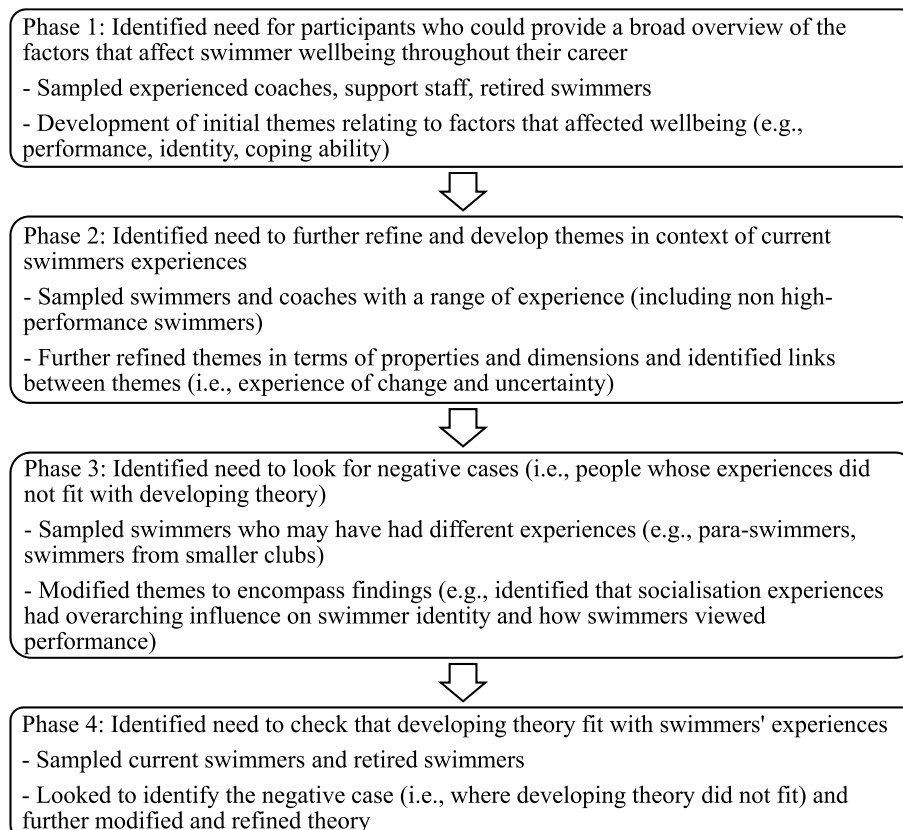 Phase 1: Identified need for participants who could provide a broad overview of the
factors that affect swimmer wellbeing throughout their career
- Sampled experienced coaches, support staff, retired swimmers
- Development of initial themes relating to factors that affected wellbeing (e.g.,
performance, identity, coping ability)
Phase 2: Identified need to further refine and develop themes in context of current
swimmers experiences
- Sampled swimmers and coaches with a range of experience (including non high-
performance swimmers)
- Further refined themes in terms of properties and dimensions and identified links
between themes (i.e., experience of change and uncertainty)
Phase 3: Identified need to look for negative cases (i.e., people whose experiences did
not fit with developing theory)
- Sampled swimmers who may have had different experiences (e.g., para-swimmers,
swimmers from smaller clubs)
- Modified themes to encompass findings (e.g., identified that socialisation experiences
had overarching influence on swimmer identity and how swimmers viewed
performance)
Phase 4: Identified need to check that developing theory fit with swimmers' experiences
- Sampled current swimmers and retired swimmers
- Looked to identify the negative case (i.e., where developing theory did not fit) and
further modified and refined theory